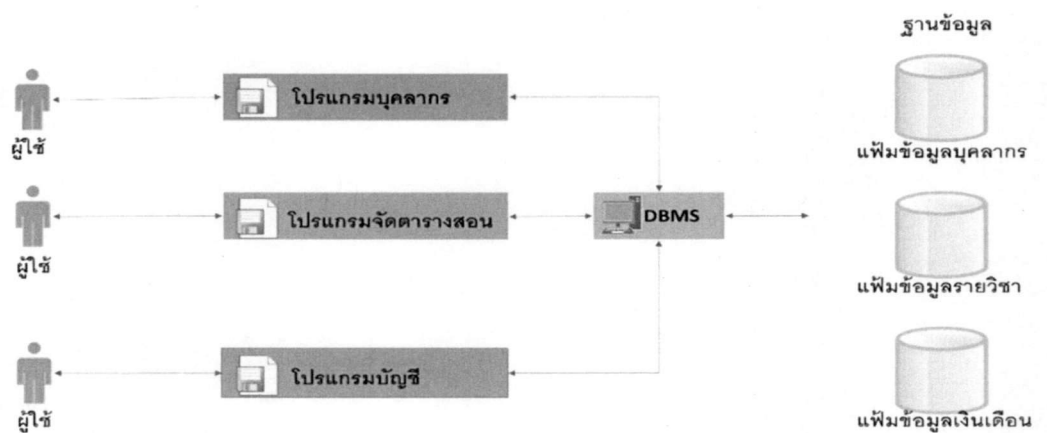 ฐานข้อมูล
ผู้ใช้
โปรแกรมบุคลากร
แฟ้มข้อมูลบุคลากร
ผู้ใช้
โปรแกรมจัดตารางสอน
DBMS
แฟ้มข้อมูลรายวิชา
ผู้ใช้
โปรแกรมบัญชี
แฟ้มข้อมูลเงินเดือน